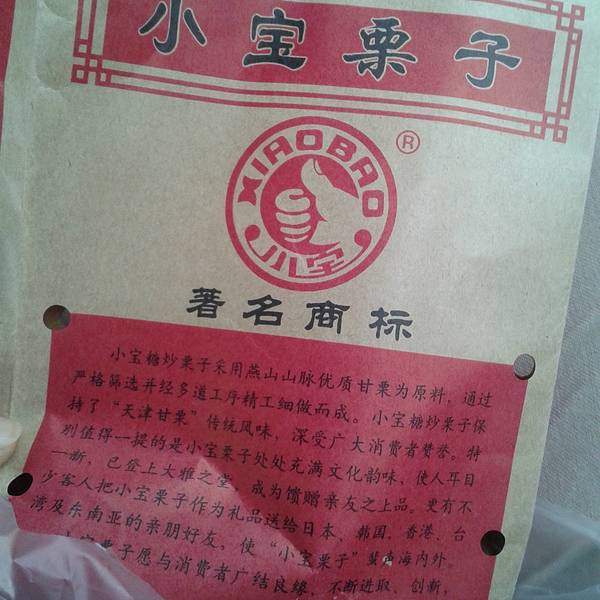 小宝栗子
XIAOBAO
®
小宝
著名商标
小宝糖炒栗子采用燕山山脉优质甘栗为原料，通过
严格筛选并经多道工序精工细做而成。小宝糖炒栗子保
持了“天津甘栗”传统风味，深受广大消费者赞誉。特
别值得一提的是小宝栗子处处充满文化韵味，使人耳目
一新，已登上大雅之堂，成为馈赠亲友之上品。更有不
少客人把小宝栗子作为礼品送给日本、韩国、香港、台
湾及东南亚的亲朋好友，使“小宝栗子”蜚声海内外。
宝栗子愿与消费者广结良缘，不断进取、创新，